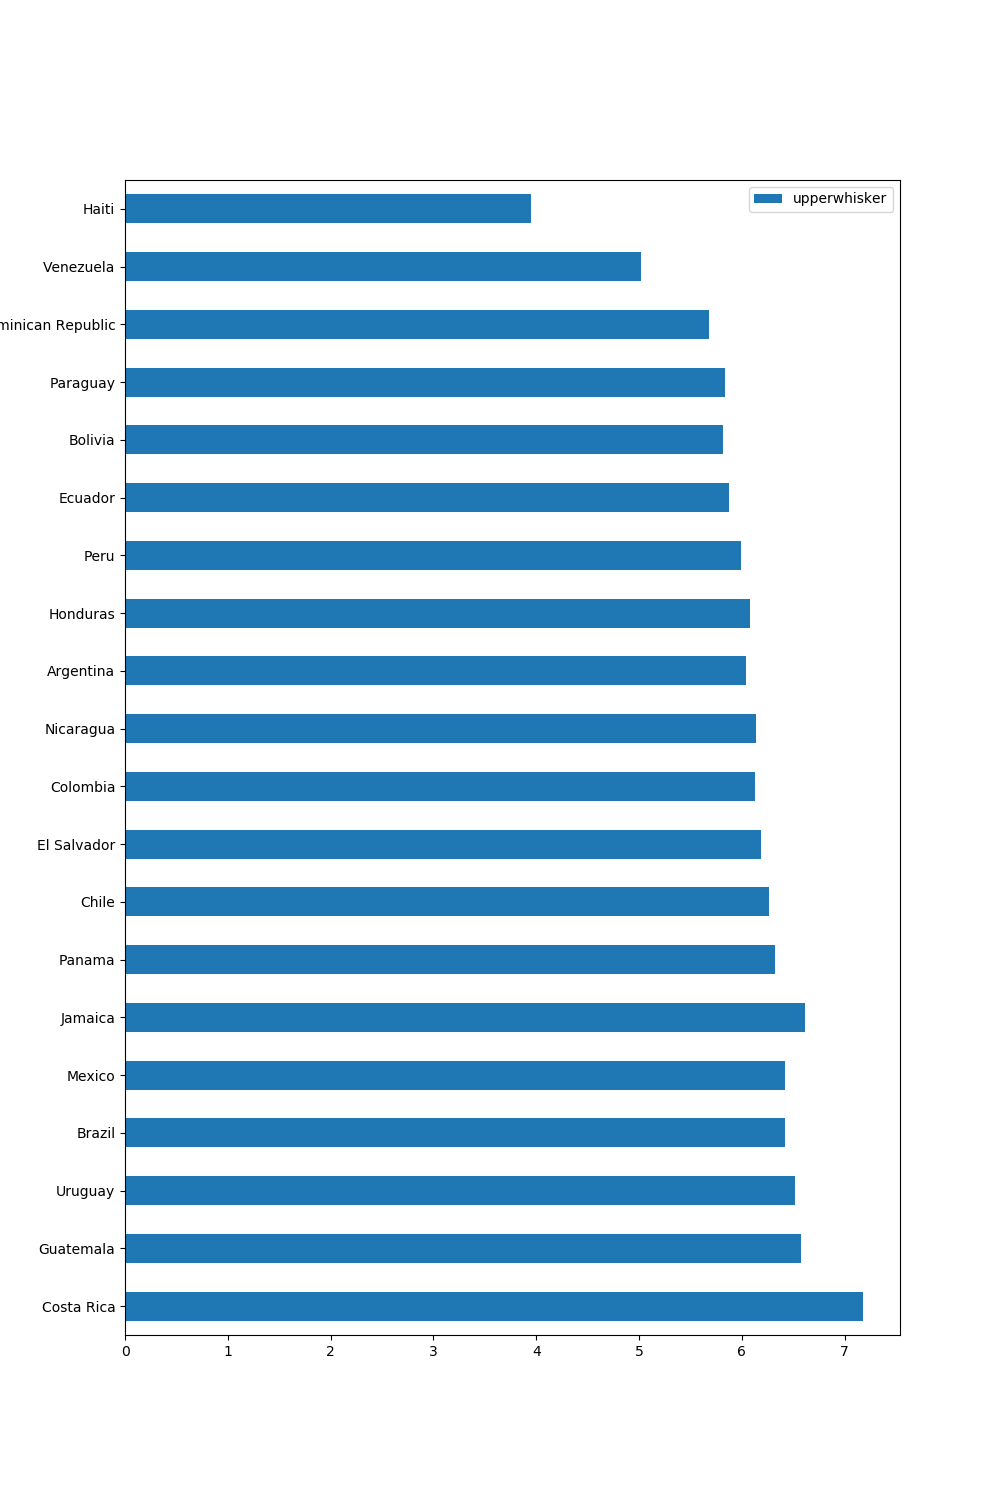 upperwhisker
Haiti
Venezuela
minican Republic
Paraguay
Bolivia
Ecuador
Peru
Honduras
Argentina
Nicaragua
Colombia
El Salvador
Chile
Panama
Jamaica
Mexico
Brazil
Uruguay
Guatemala
Costa Rica
0 1 2 3 4 5 6 7